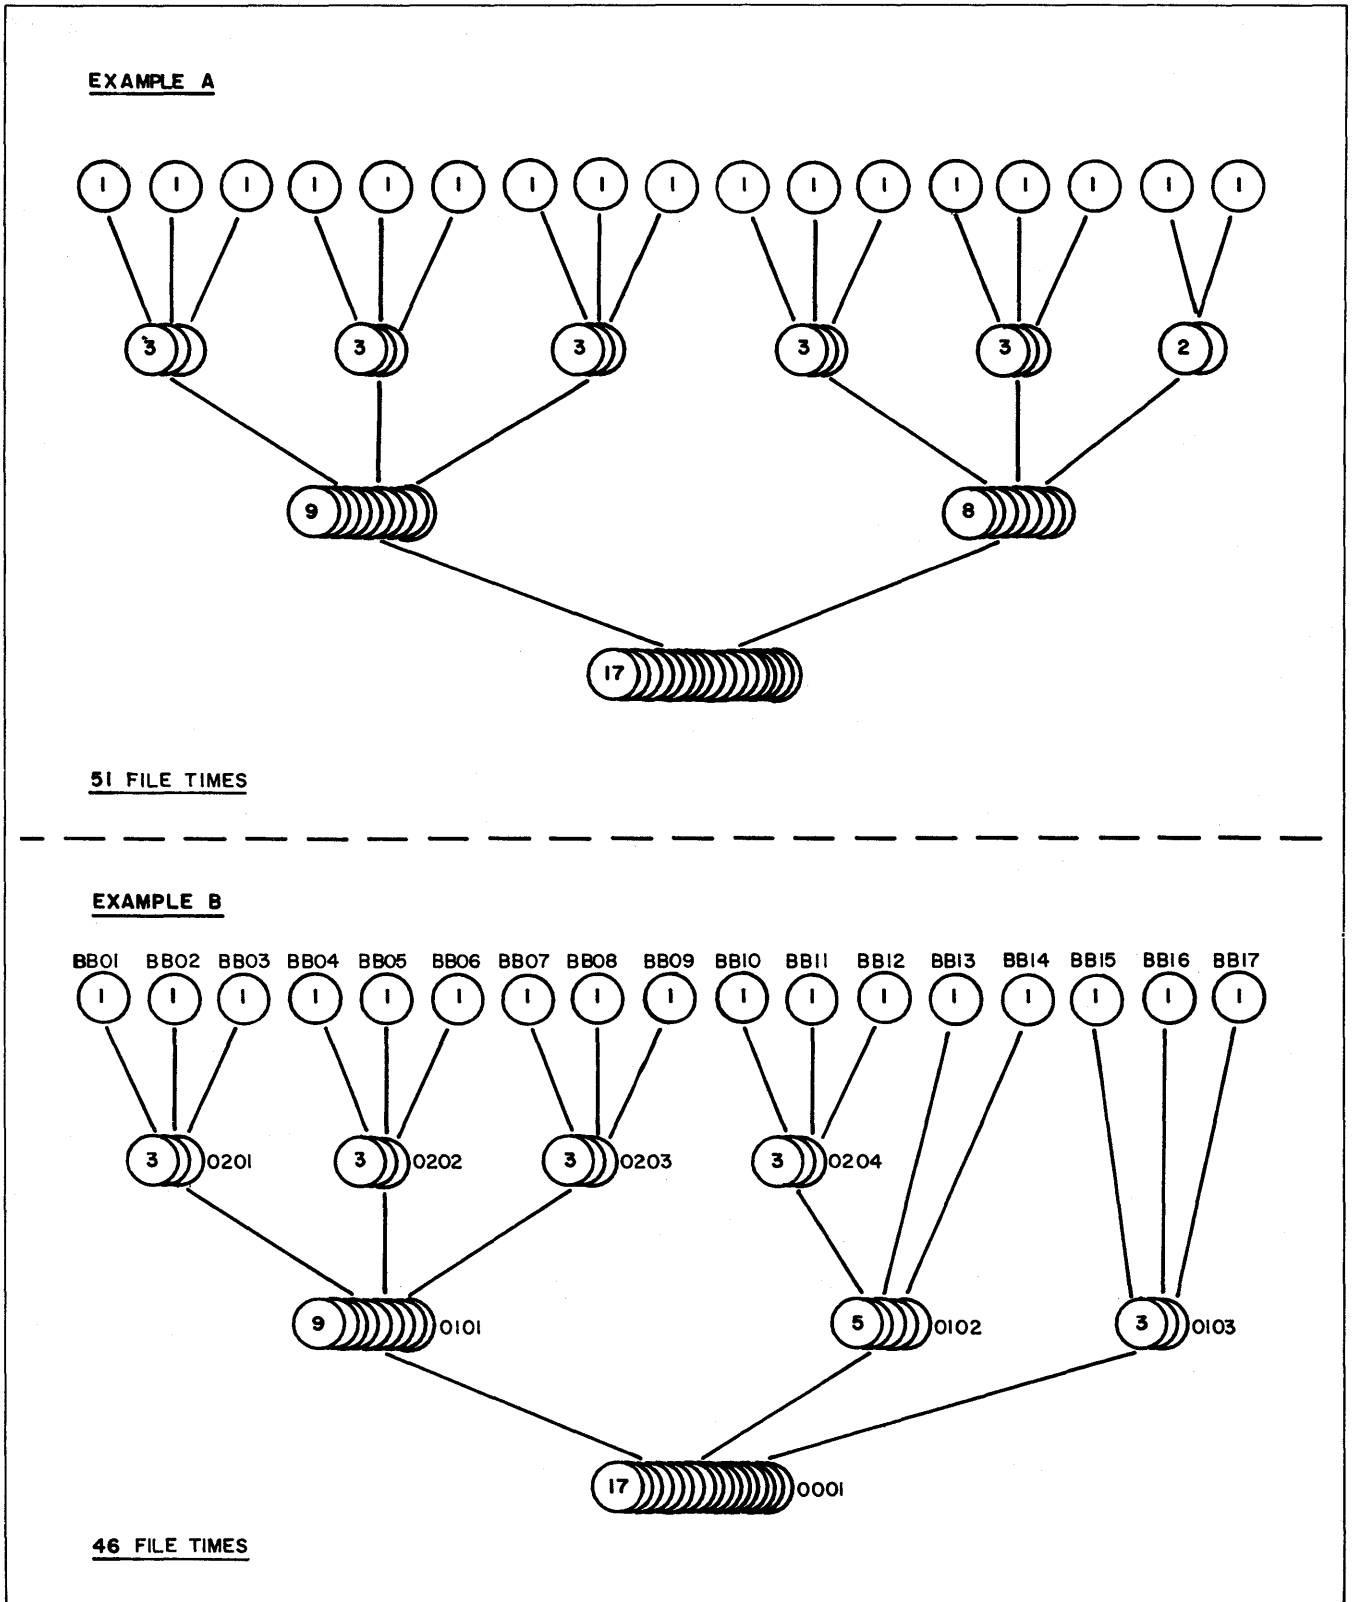 EXAMPLE A
1 1 1 1 1 1 1 1 1 1 1 1 1 1 1 1 1
3 3 3 3 3 2
9 8
17
51 FILE TIMES
EXAMPLE B
BB01 BB02 BB03 BB04 BB05 BB06 BB07 BB08 BB09 BB10 BB11 BB12 BB13 BB14 BB15 BB16 BB17
1 1 1 1 1 1 1 1 1 1 1 1 1 1 1 1 1
3 0201 3 0202 3 0203 3 0204
9 0101 5 0102 3 0103
17 0001
46 FILE TIMES